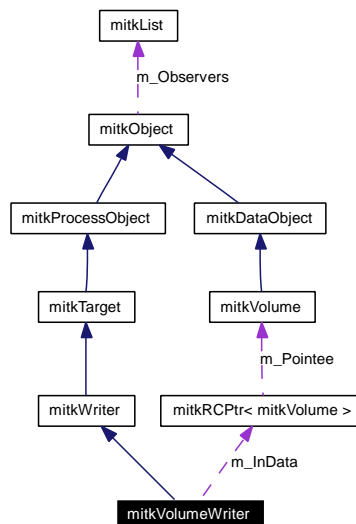 mitkList
m_Observers
mitkObject
mitkProcessObject
mitkDataObject
mitkTarget
mitkVolume
m_Pointee
mitkWriter
mitkRCPtr< mitkVolume >
m_InData
mitkVolumeWriter